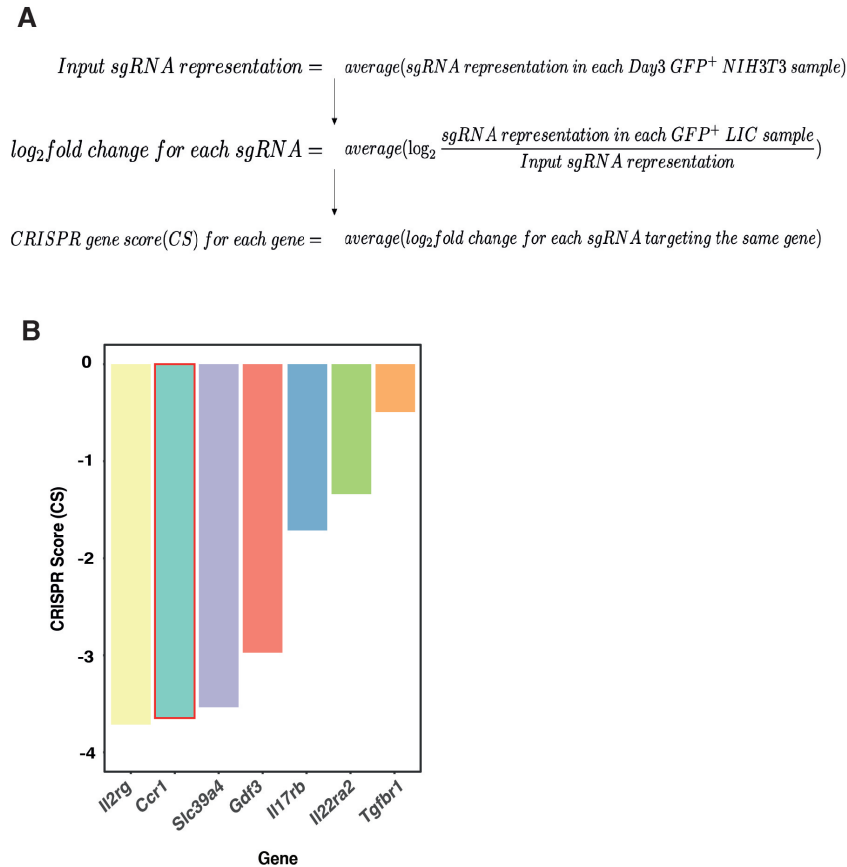 A
Input sgRNA representation = average(sgRNA representation in each Day3 GFP⁺ NIH3T3 sample)
log₂fold change for each sgRNA = average(log₂ sgRNA representation in each GFP⁺ LIC sample / Input sgRNA representation)
CRISPR gene score(CS) for each gene = average(log₂fold change for each sgRNA targeting the same gene)
B
0
-1
-2
-3
-4
CRISPR Score (CS)
Il2rg
Ccr1
Slc39a4
Gdf3
Il17rb
Il22ra2
Tgfbr1
Gene